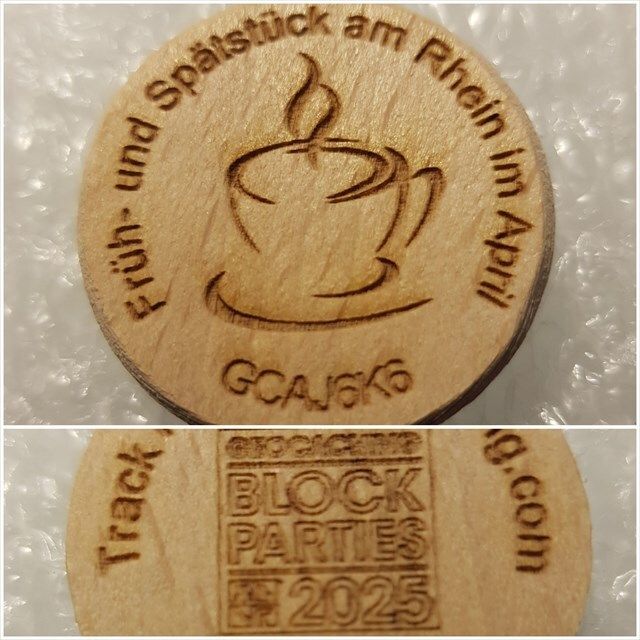 Früh- und Spätstück am Rhein im April
GCAJ6K6
Track
GEOCACHING
BLOCK
PARTIES
2025
g.com